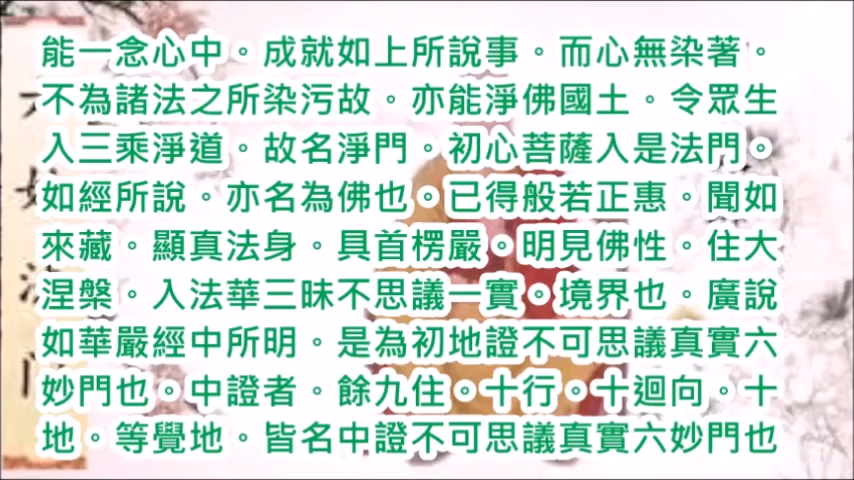 能一念心中。成就如上所說事。而心無染著。
不為諸法之所染污故。亦能淨佛國土。令眾生
入三乘淨道。故名淨門。初心菩薩入是法門。
如經所說。亦名為佛也。已得般若正惠。聞如
來藏。顯真法身。具首楞嚴。明見佛性。住大
涅槃。入法華三昧不思議一實。境界也。廣說
如華嚴經中所明。是為初地證不可思議真實六
妙門也。中證者。餘九住。十行。十迴向。十
地。等覺地。皆名中證不可思議真實六妙門也